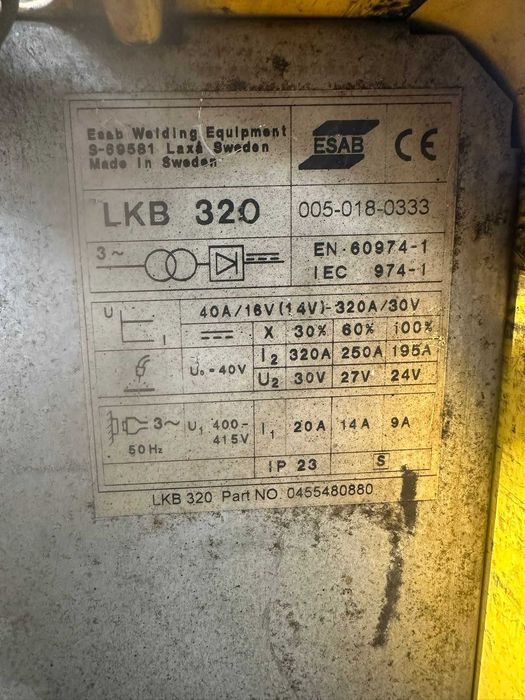 Esab Welding Equipment
S-69581 Laxå Sweden
Made in Sweden
ESAB
CE
LKB 320
005-018-0333
3~
EN-60974-1
IEC 974-1
U
I
40A/16V(14V)-320A/30V
X 30% 60% 100%
U₀-40V
I₂ 320A 250A 195A
U₂ 30V 27V 24V
3~
50Hz
U₁ 400-
415V
I₁ 20A 14A 9A
IP 23
S
LKB 320 Part NO. 0455480880